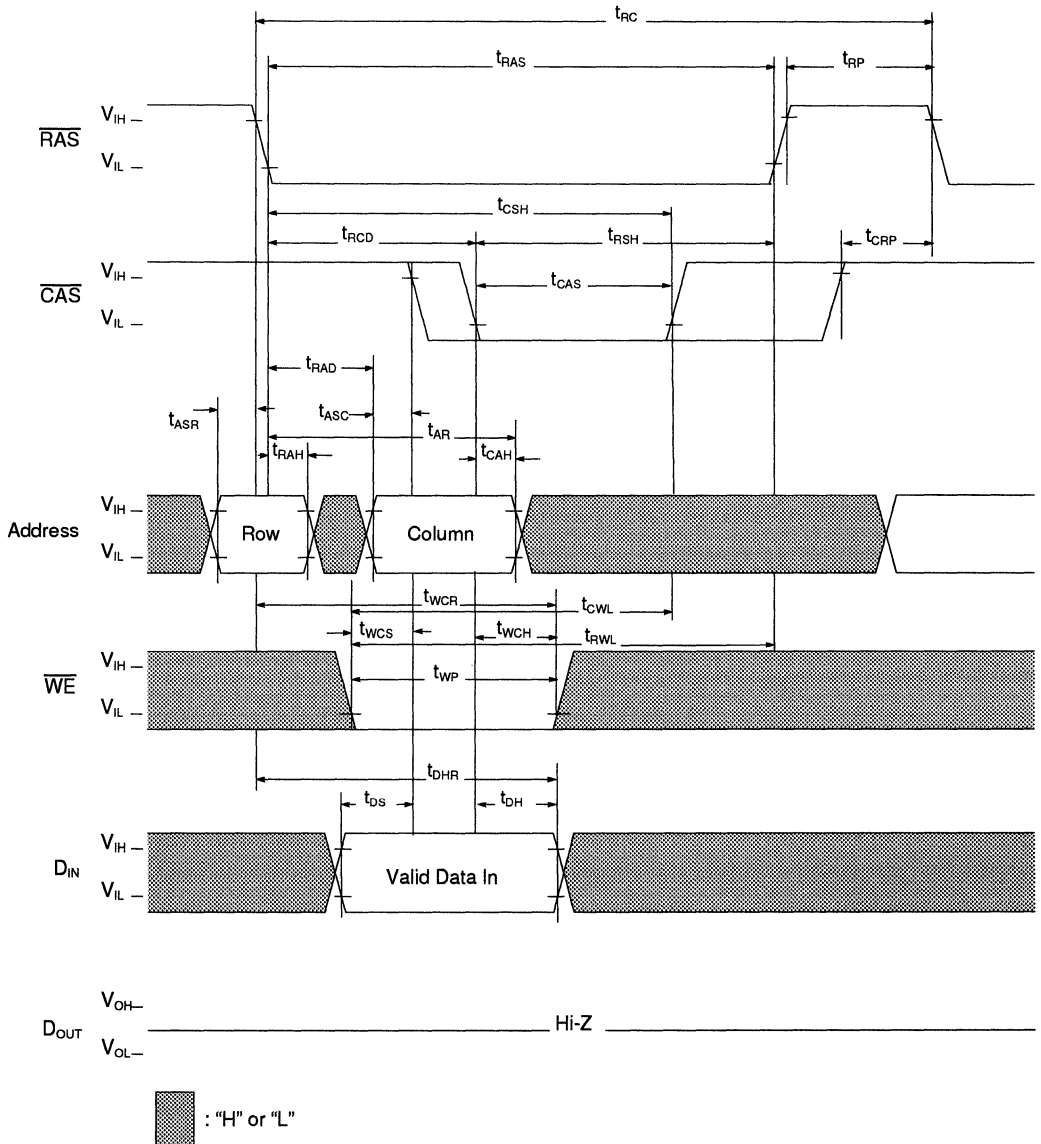 tRC
tRAS
tRP
RAS
VIH
VIL
tCSH
tRCD
tRSH
tCRP
CAS
VIH
VIL
tCAS
tRAD
tASR
tASC
tAR
tRAH
tCAH
Address
VIH
VIL
Row
Column
tWCR
tCWL
tWCS
tWCH
tRWL
WE
VIH
VIL
tWP
tDHR
tDS
tDH
DIN
VIH
VIL
Valid Data In
DOUT
VOH
VOL
Hi-Z
: “H” or “L”